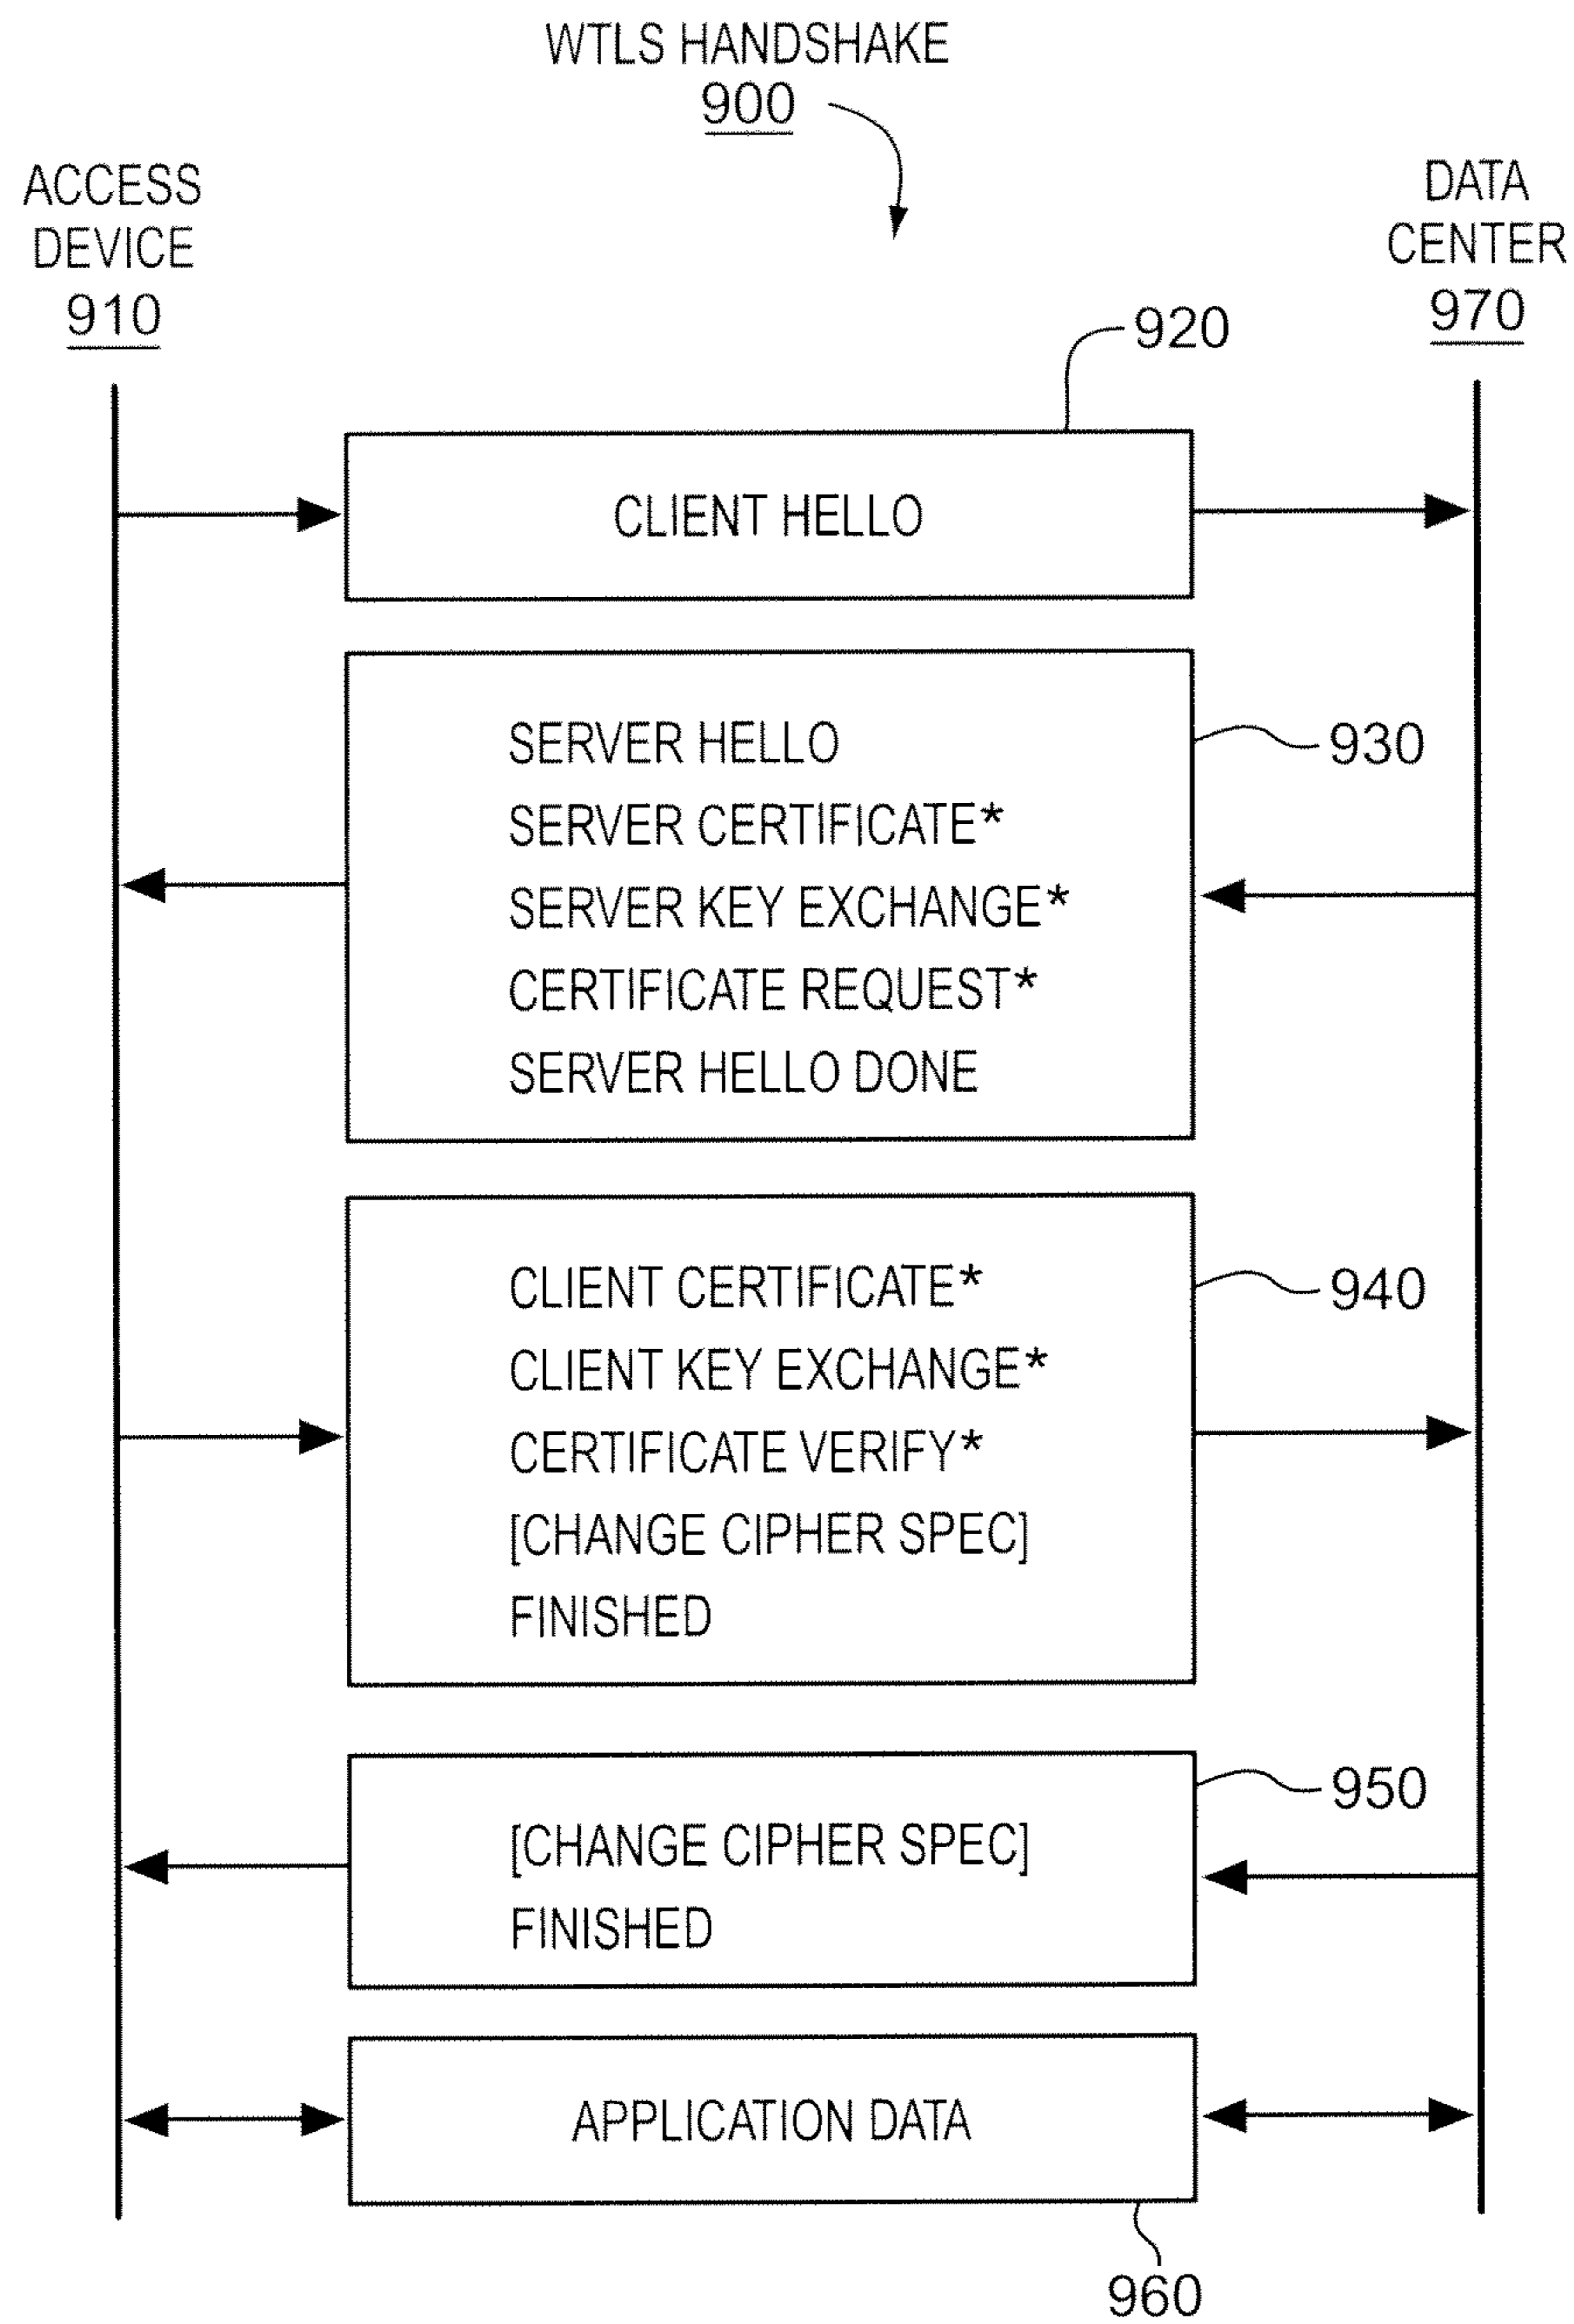 WTLS HANDSHAKE
900
ACCESS
DEVICE
910
DATA
CENTER
970
920
CLIENT HELLO
SERVER HELLO
930
SERVER CERTIFICATE*
SERVER KEY EXCHANGE*
CERTIFICATE REQUEST*
SERVER HELLO DONE
CLIENT CERTIFICATE*
940
CLIENT KEY EXCHANGE*
CERTIFICATE VERIFY*
[CHANGE CIPHER SPEC]
FINISHED
950
[CHANGE CIPHER SPEC]
FINISHED
APPLICATION DATA
960